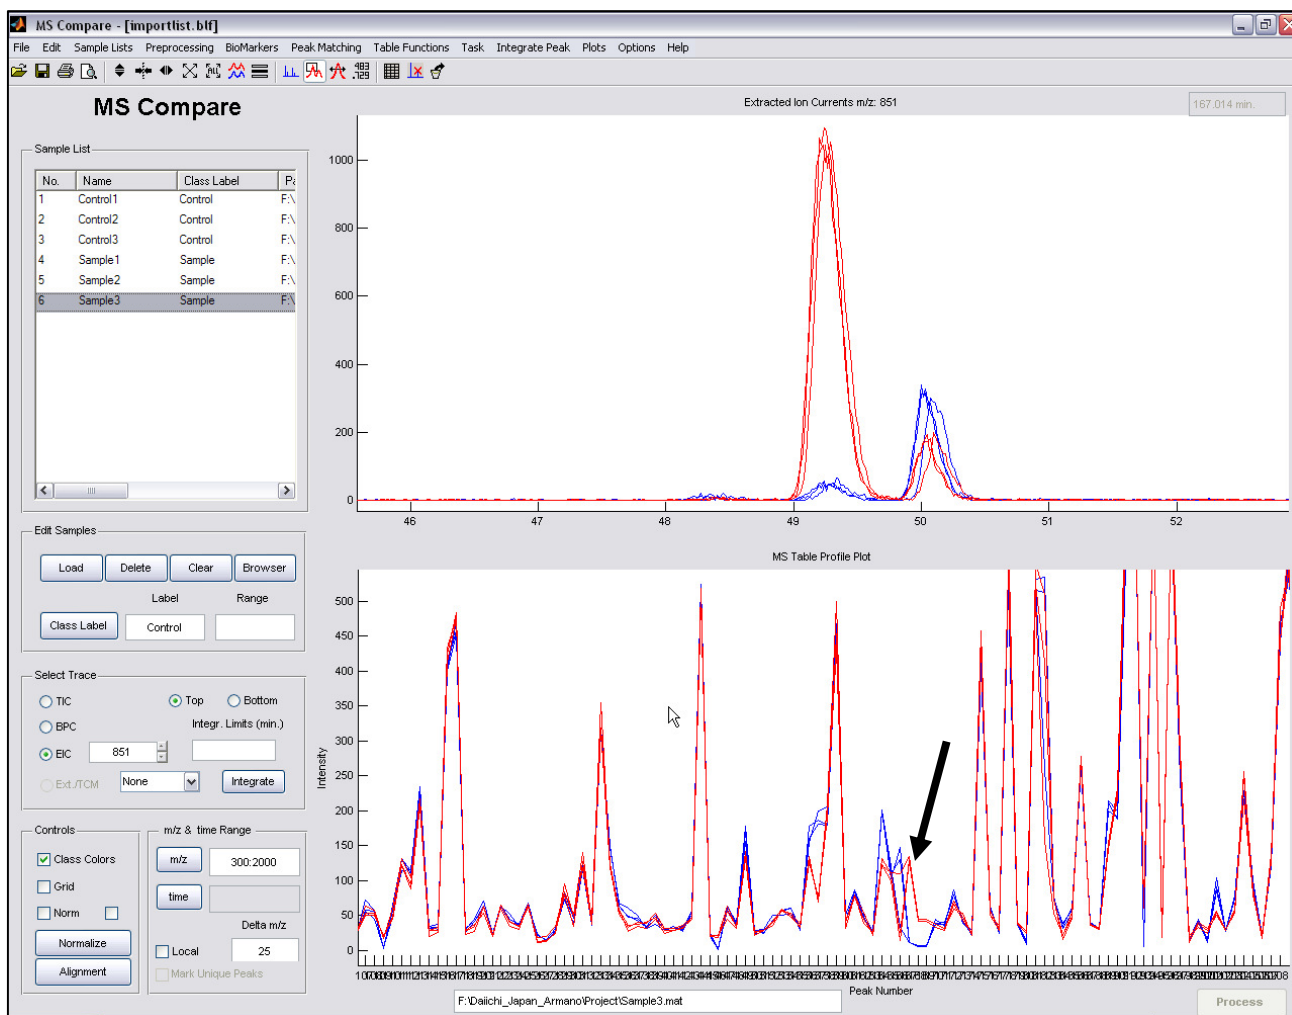 MS Compare - [importlist.blf]
File Edit Sample Lists Preprocessing BioMarkers Peak Matching Table Functions Task Integrate Peak Plots Options Help
MS Compare
Sample List
No. Name Class Label
1 Control1 Control F:\
2 Control2 Control F:\
3 Control3 Control F:\
4 Sample1 Sample F:\
5 Sample2 Sample F:\
6 Sample3 Sample F:\
Edit Samples
Load Delete Clear Browser
Label Range
Class Label Control
Select Trace
TIC Top Bottom
BPC Integr. Limits (min.)
EIC 851
Ext./TCM None Integrate
Controls
Class Colors
Grid
Norm
Normalize
Alignment
m/z & time Range
m/z 300:2000
time
Delta m/z
Local 25
Mark Unique Peaks
Extracted Ion Currents m/z: 851
167.014 min.
1000
800
600
400
200
0
46 47 48 49 50 51 52
MS Table Profile Plot
500
450
400
350
300
250
200
150
100
50
0
Intensity
Peak Number
F:\Daiichi_Japan_Armano\Project\Sample3.mat
Process